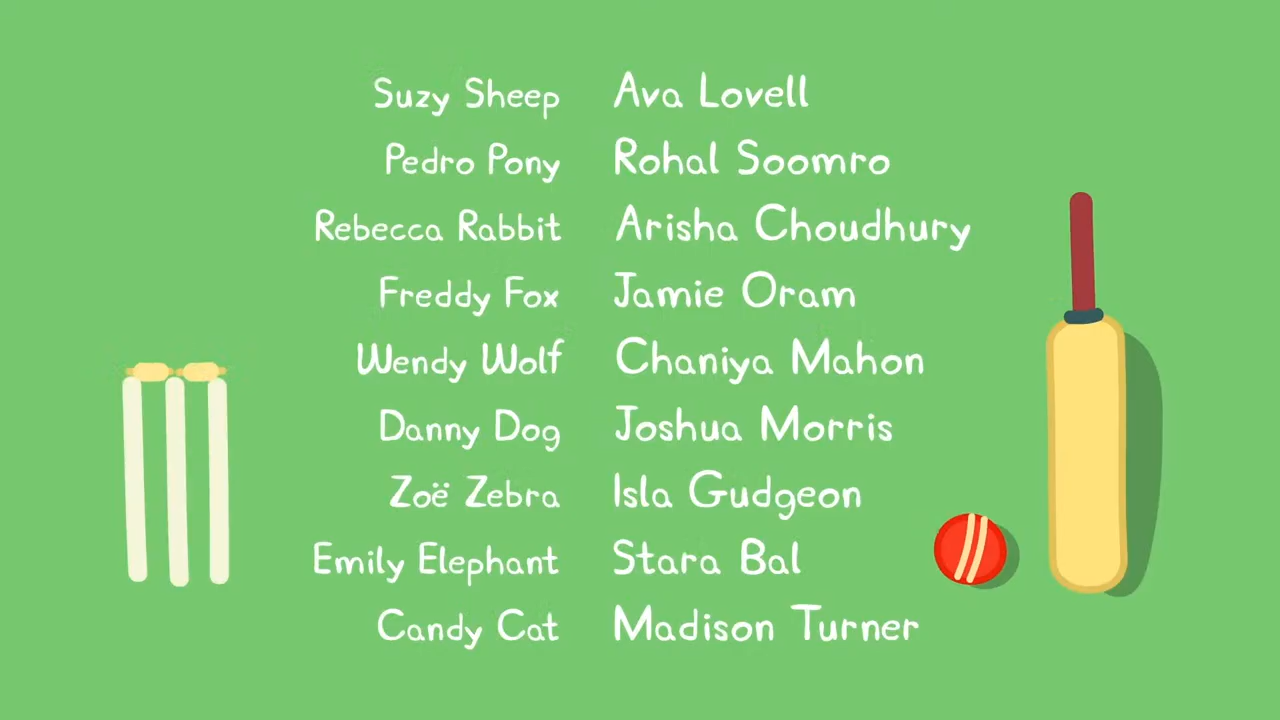 Suzy Sheep Ava Lovell
Pedro Pony Rohal Soomro
Rebecca Rabbit Arisha Choudhury
Freddy Fox Jamie Oram
Wendy Wolf Chaniya Mahon
Danny Dog Joshua Morris
Zoë Zebra Isla Gudgeon
Emily Elephant Stara Bal
Candy Cat Madison Turner